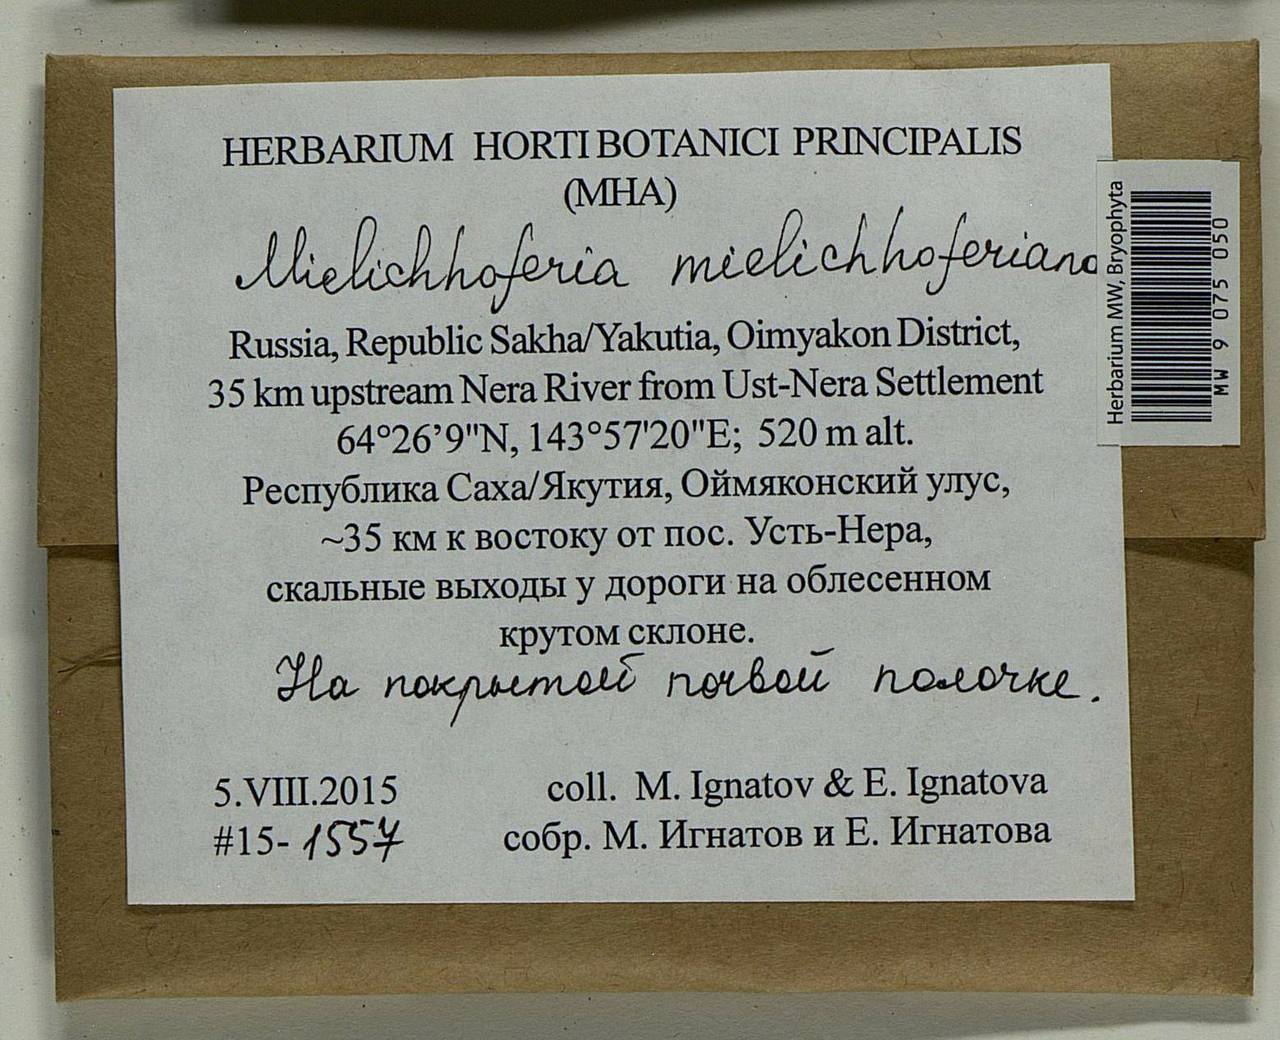 HERBARIUM HORTI BOTANICI PRINCIPALIS
(MHA)
Mielichhoferia mielichhoferiana
Russia, Republic Sakha/Yakutia, Oimyakon District,
35 km upstream Nera River from Ust-Nera Settlement
64°26’9"N, 143°57'20"E; 520 m alt.
Республика Саха/Якутия, Оймяконский улус,
~35 км к востоку от пос. Усть-Нера,
скальные выходы у дороги на облесенном
крутом склоне.
На покрытой почвой полочке.
5.VIII.2015 coll. M. Ignatov & E. Ignatova
#15-1557 собр. М. Игнатов и Е. Игнатова
Herbarium MW, Bryophyta
MW 9 075 050